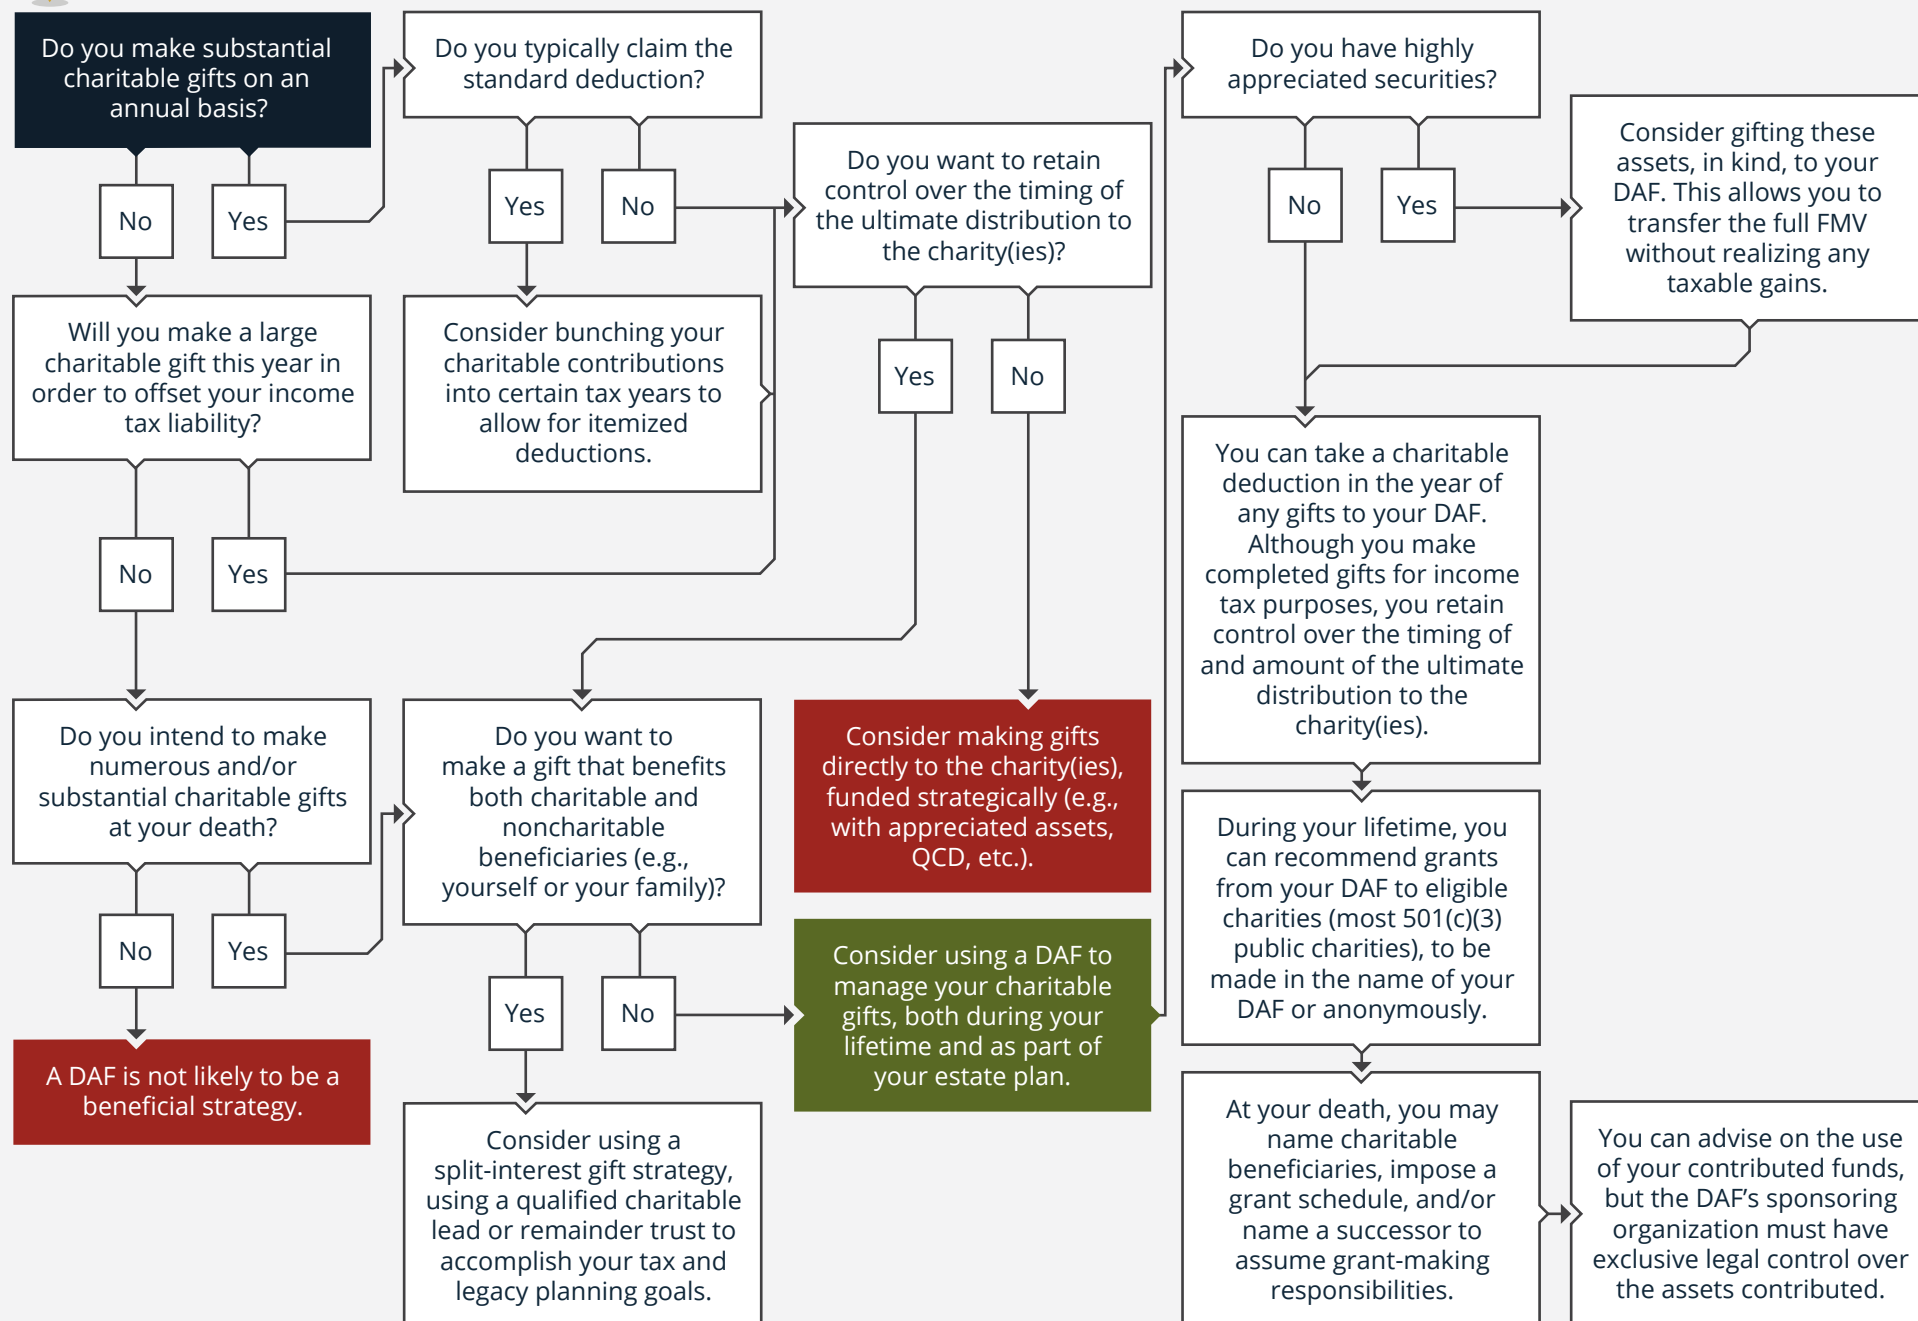 Do you make substantial
charitable gifts on an
annual basis?
No
Yes
Will you make a large
charitable gift this year in
order to offset your income
tax liability?
No
Yes
Do you intend to make
numerous and/or
substantial charitable gifts
at your death?
No
Yes
A DAF is not likely to be a
beneficial strategy.
Do you typically claim the
standard deduction?
Yes
No
Consider bunching your
charitable contributions
into certain tax years to
allow for itemized
deductions.
Do you want to retain
control over the timing of
the ultimate distribution to
the charity(ies)?
Yes
No
Do you want to
make a gift that benefits
both charitable and
noncharitable
beneficiaries (e.g.,
yourself or your family)?
Yes
No
Consider using a
split-interest gift strategy,
using a qualified charitable
lead or remainder trust to
accomplish your tax and
legacy planning goals.
Consider making gifts
directly to the charity(ies),
funded strategically (e.g.,
with appreciated assets,
QCD, etc.).
Consider using a DAF to
manage your charitable
gifts, both during your
lifetime and as part of
your estate plan.
Do you have highly
appreciated securities?
No
Yes
Consider gifting these
assets, in kind, to your
DAF. This allows you to
transfer the full FMV
without realizing any
taxable gains.
You can take a charitable
deduction in the year of
any gifts to your DAF.
Although you make
completed gifts for income
tax purposes, you retain
control over the timing of
and amount of the ultimate
distribution to the
charity(ies).
During your lifetime, you
can recommend grants
from your DAF to eligible
charities (most 501(c)(3)
public charities), to be
made in the name of your
DAF or anonymously.
At your death, you may
name charitable
beneficiaries, impose a
grant schedule, and/or
name a successor to
assume grant-making
responsibilities.
You can advise on the use
of your contributed funds,
but the DAF’s sponsoring
organization must have
exclusive legal control over
the assets contributed.